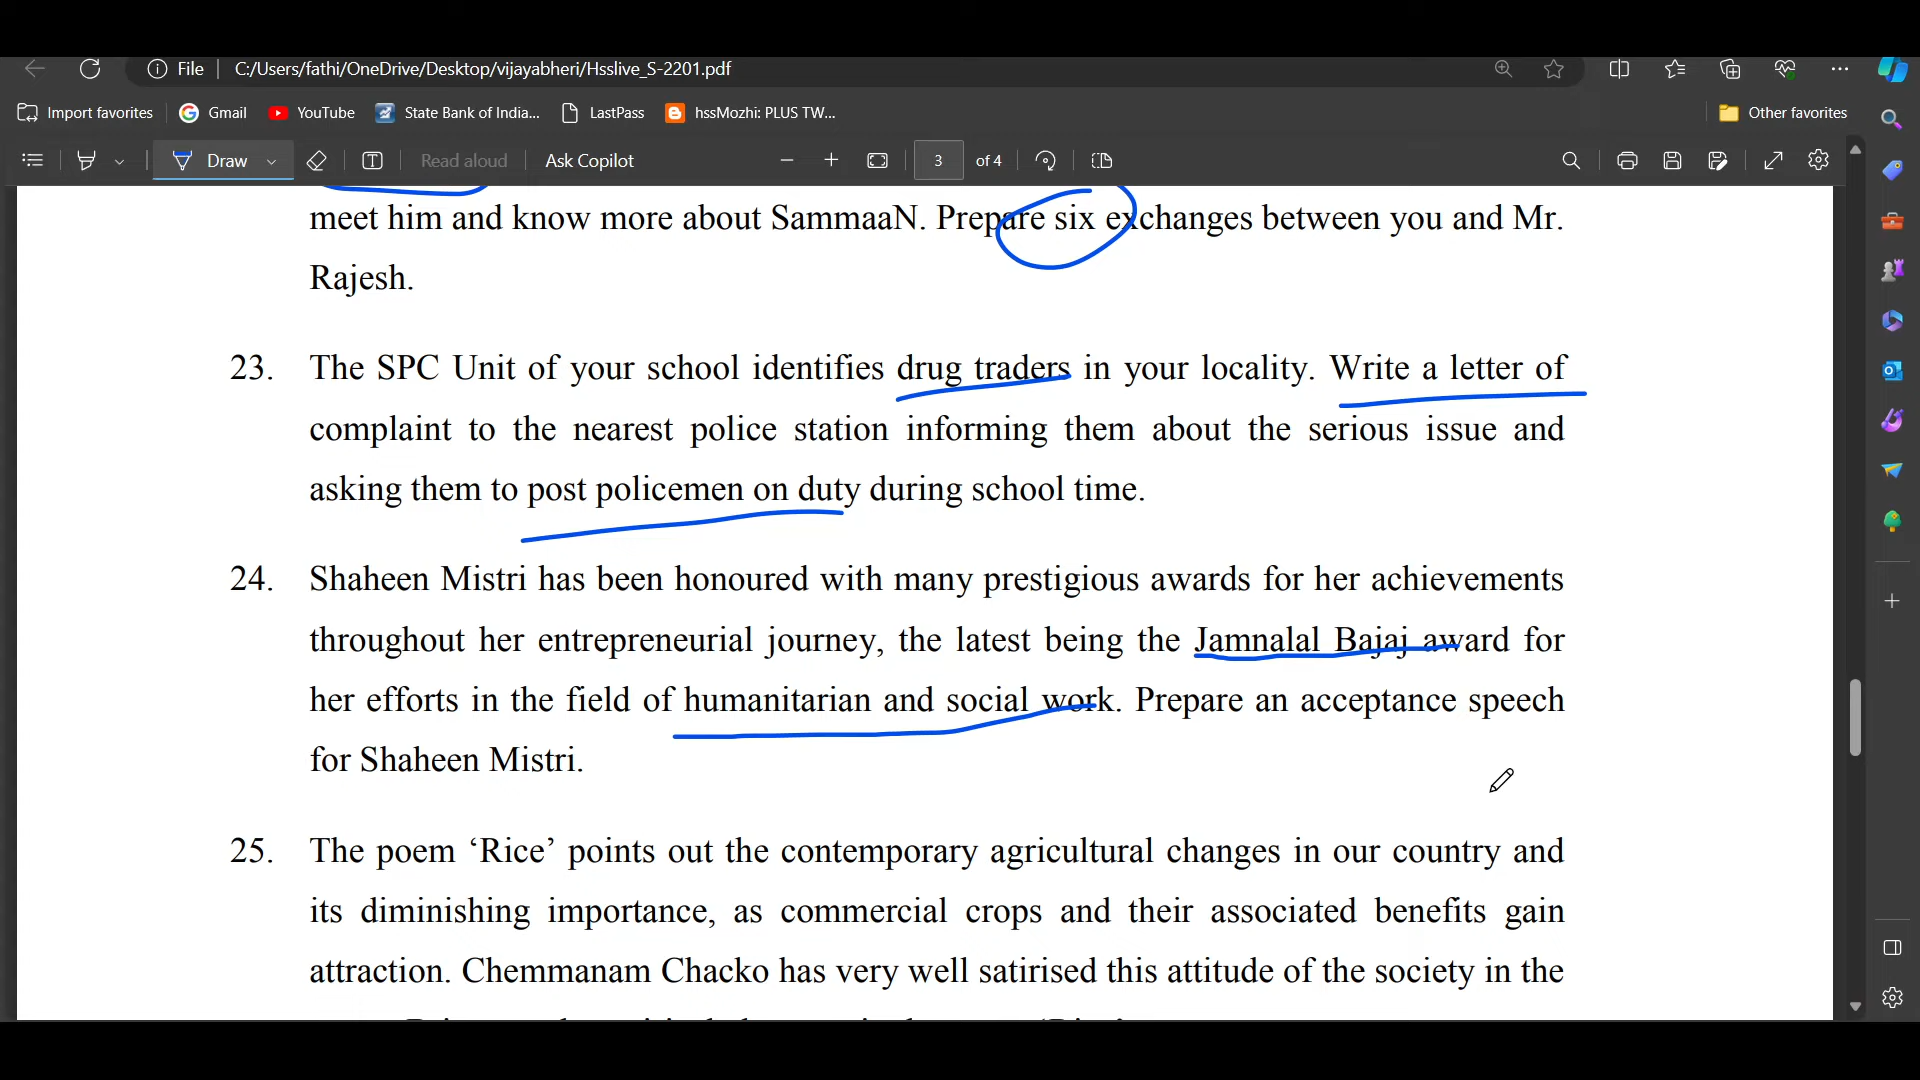 File C:/Users/fathi/OneDrive/Desktop/vijayabheri/Hsslive_S-2201.pdf
Import favorites Gmail YouTube State Bank of India... LastPass hssMozhi: PLUS TW... Other favorites
Draw Read aloud Ask Copilot 3 of 4
meet him and know more about SammaaN. Prepare six exchanges between you and Mr.
Rajesh.
23. The SPC Unit of your school identifies drug traders in your locality. Write a letter of
complaint to the nearest police station informing them about the serious issue and
asking them to post policemen on duty during school time.
24. Shaheen Mistri has been honoured with many prestigious awards for her achievements
throughout her entrepreneurial journey, the latest being the Jamnalal Bajaj award for
her efforts in the field of humanitarian and social work. Prepare an acceptance speech
for Shaheen Mistri.
25. The poem ‘Rice’ points out the contemporary agricultural changes in our country and
its diminishing importance, as commercial crops and their associated benefits gain
attraction. Chemmanam Chacko has very well satirised this attitude of the society in the